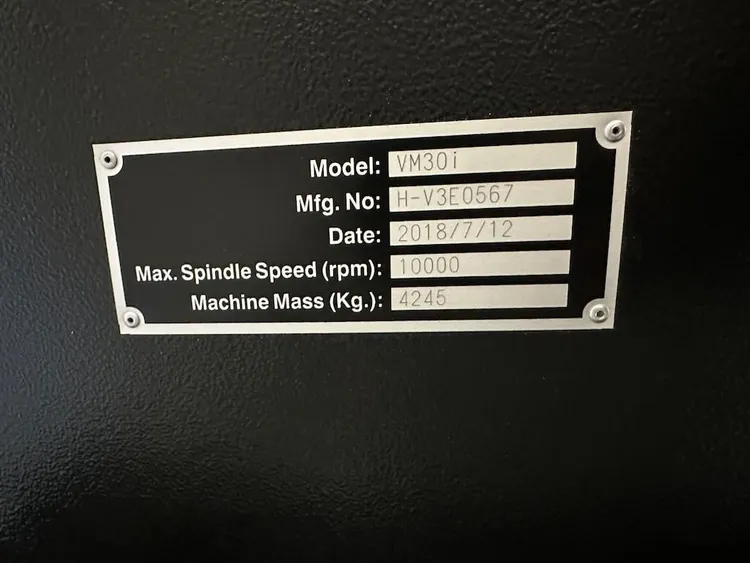 Model: VM30i
Mfg. No: H-V3E0567
Date: 2018/7/12
Max. Spindle Speed (rpm): 10000
Machine Mass (Kg.): 4245